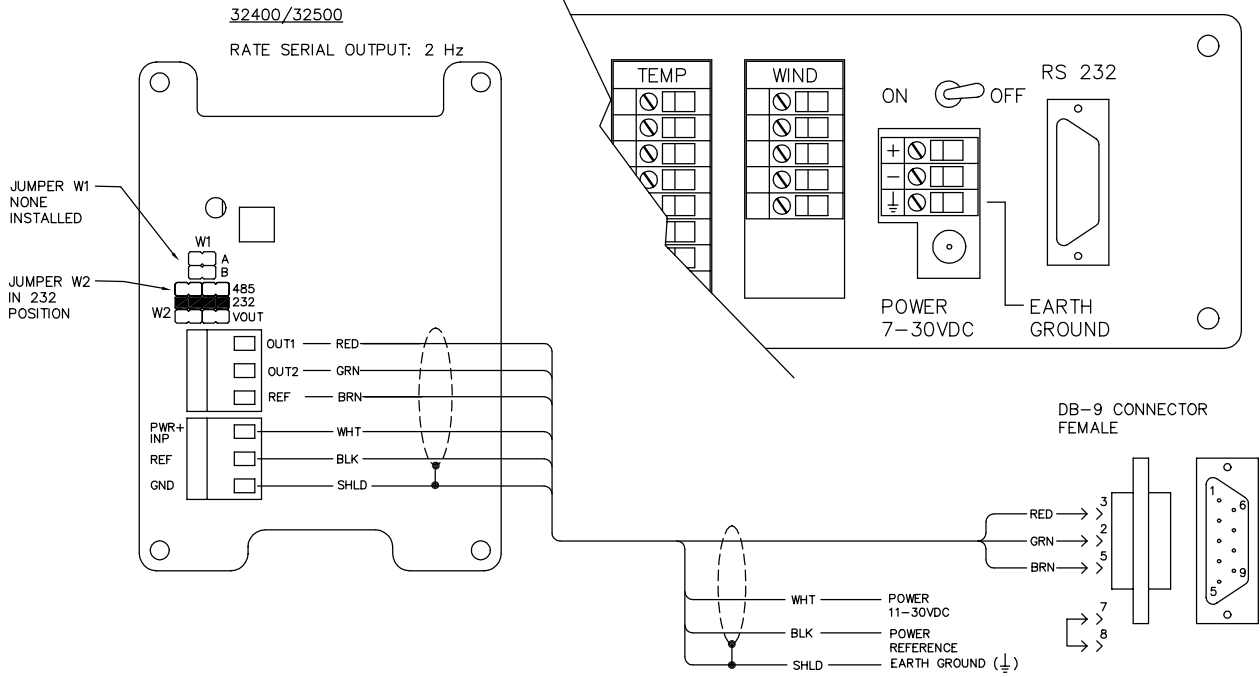 32400/32500
RATE SERIAL OUTPUT: 2 Hz
JUMPER W1
NONE
INSTALLED
W1
A
B
JUMPER W2
IN 232
POSITION
485
232
W2
VOUT
OUT1
RED
OUT2
GRN
REF
BRN
PWR+
INP
WHT
REF
BLK
GND
SHLD
TEMP
WIND
ON
OFF
RS 232
+
−
POWER
7−30VDC
EARTH
GROUND
DB−9 CONNECTOR
FEMALE
RED
3
GRN
2
BRN
5
7
8
1
6
9
5
WHT
POWER
11−30VDC
BLK
POWER
REFERENCE
SHLD
EARTH GROUND (⏚)